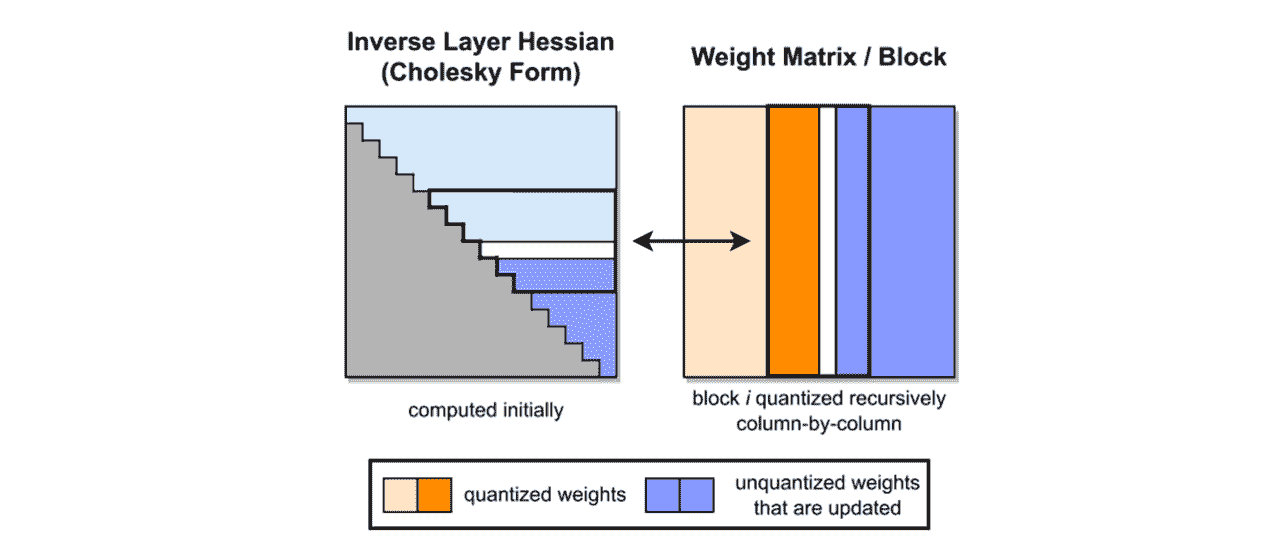 Inverse Layer Hessian
(Cholesky Form)
Weight Matrix / Block
computed initially
block i quantized recursively
column-by-column
quantized weights
unquantized weights
that are updated